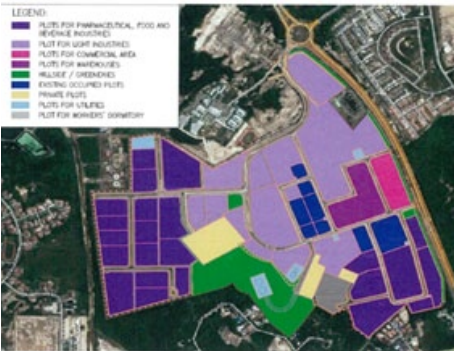 LEGEND:
PLOTS FOR PHARMACEUTICAL, FOOD AND
BEVERAGE INDUSTRIES
PLOT FOR LIGHT INDUSTRIES
PLOTS FOR COMMERCIAL AREA
PLOTS FOR WAREHOUSES
HILLSIDE / GREENERIES
EXISTING OCCUPIED PLOTS
PRIVATE PLOTS
PLOTS FOR UTILITIES
PLOT FOR WORKERS' DORMITORY